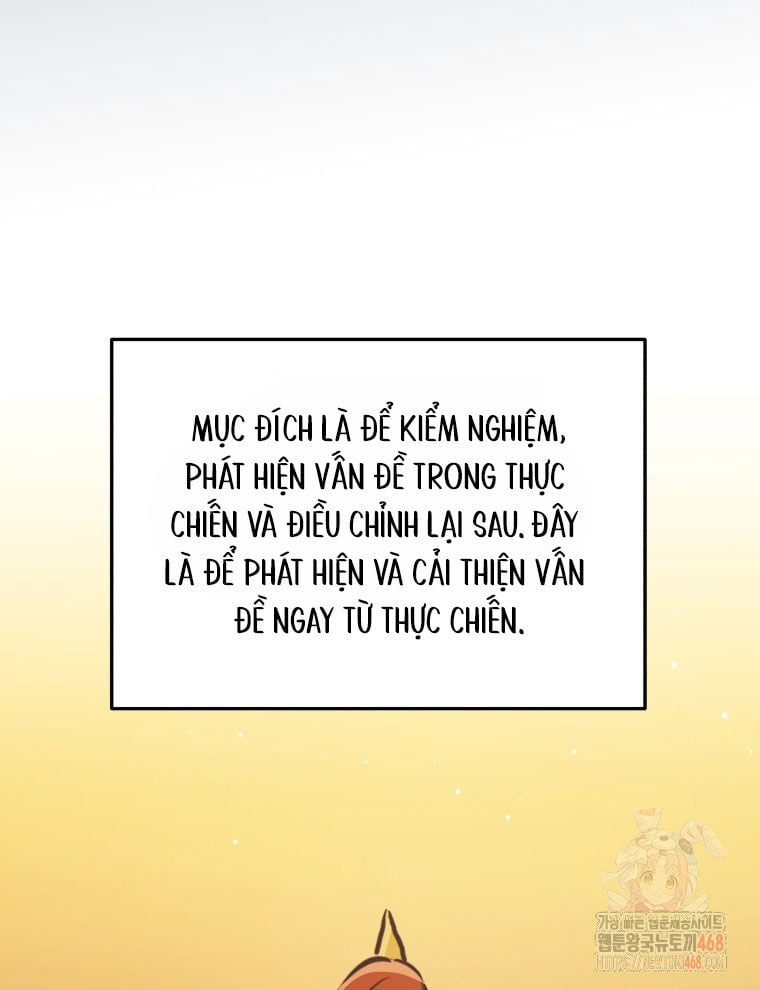 MỤC ĐÍCH LÀ ĐỂ KIỂM NGHIỆM,
PHÁT HIỆN VẤN ĐỀ TRONG THỰC
CHIẾN VÀ ĐIỀU CHỈNH LẠI SAU. ĐÂY
LÀ ĐỂ PHÁT HIỆN VÀ CẢI THIỆN VẤN
ĐỀ NGAY TỪ THỰC CHIẾN.
가장 빠른 웹툰제공사이트
웹툰왕국뉴토끼468
HTTPS://NEWTOKI468.COM